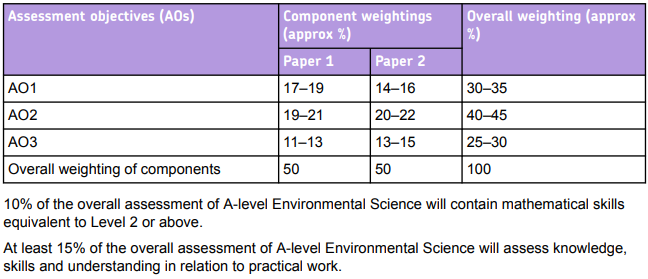 Assessment objectives (AOs) Component weightings (approx %) Overall weighting (approx %)
Paper 1 Paper 2
AO1 17–19 14–16 30–35
AO2 19–21 20–22 40–45
AO3 11–13 13–15 25–30
Overall weighting of components 50 50 100
10% of the overall assessment of A-level Environmental Science will contain mathematical skills
equivalent to Level 2 or above.
At least 15% of the overall assessment of A-level Environmental Science will assess knowledge,
skills and understanding in relation to practical work.